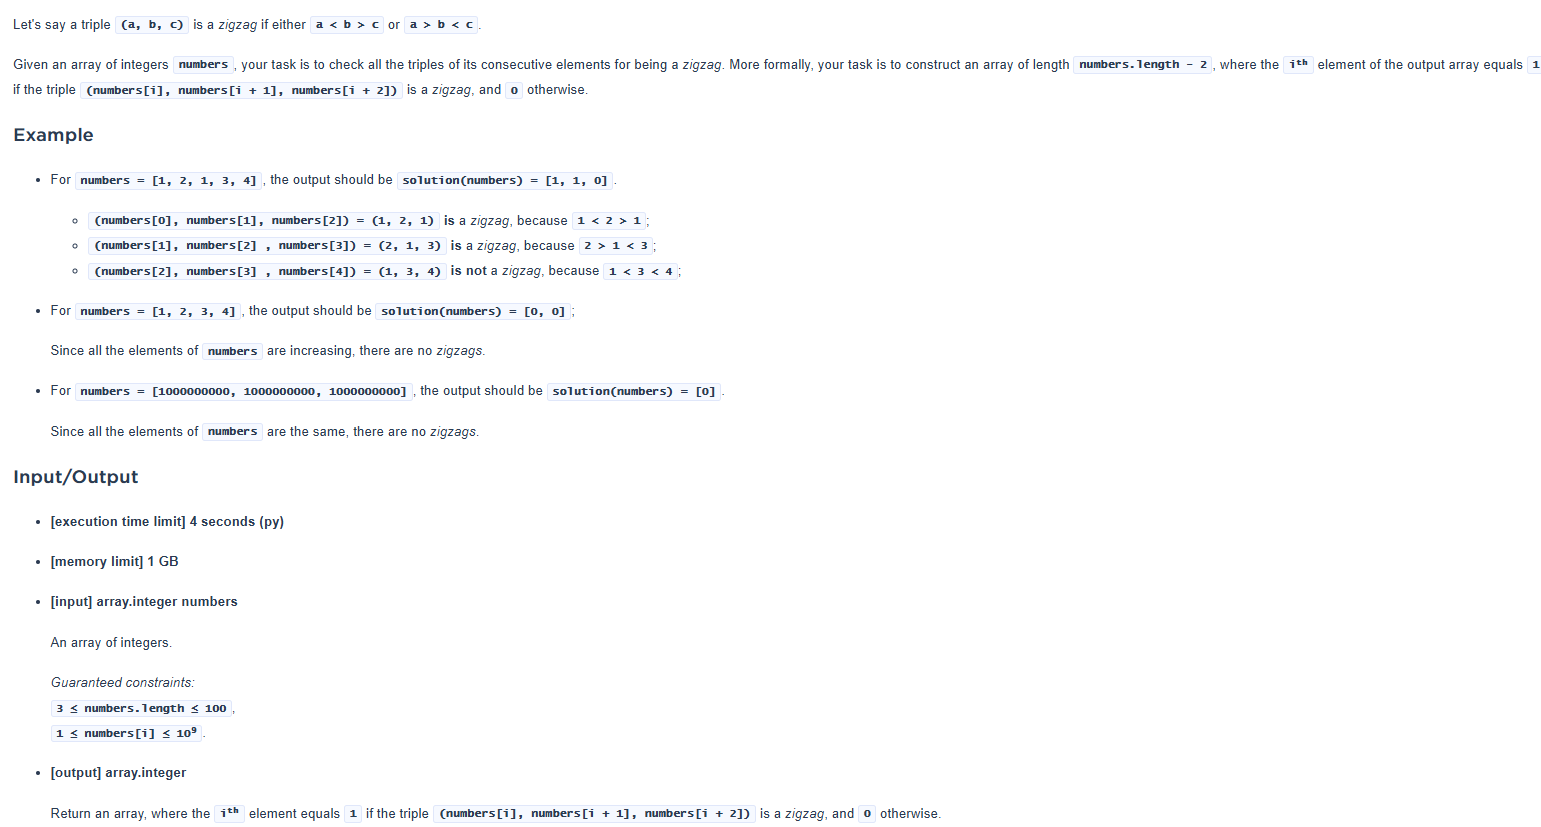 Let's say a triple (a, b, c) is a zigzag if either a < b > c or a > b < c.
Given an array of integers numbers, your task is to check all the triples of its consecutive elements for being a zigzag. More formally, your task is to construct an array of length numbers.length - 2, where the ith element of the output array equals 1
if the triple (numbers[i], numbers[i + 1], numbers[i + 2]) is a zigzag, and 0 otherwise.
Example
• For numbers = [1, 2, 1, 3, 4], the output should be solution(numbers) = [1, 1, 0].
◦ (numbers[0], numbers[1], numbers[2]) = (1, 2, 1) is a zigzag, because 1 < 2 > 1;
◦ (numbers[1], numbers[2] , numbers[3]) = (2, 1, 3) is a zigzag, because 2 > 1 < 3;
◦ (numbers[2], numbers[3] , numbers[4]) = (1, 3, 4) is not a zigzag, because 1 < 3 < 4;
• For numbers = [1, 2, 3, 4], the output should be solution(numbers) = [0, 0];
Since all the elements of numbers are increasing, there are no zigzags.
• For numbers = [1000000000, 1000000000, 1000000000], the output should be solution(numbers) = [0].
Since all the elements of numbers are the same, there are no zigzags.
Input/Output
• [execution time limit] 4 seconds (py)
• [memory limit] 1 GB
• [input] array.integer numbers
An array of integers.
Guaranteed constraints:
3 ≤ numbers.length ≤ 100,
1 ≤ numbers[i] ≤ 10⁹.
• [output] array.integer
Return an array, where the ith element equals 1 if the triple (numbers[i], numbers[i + 1], numbers[i + 2]) is a zigzag, and 0 otherwise.